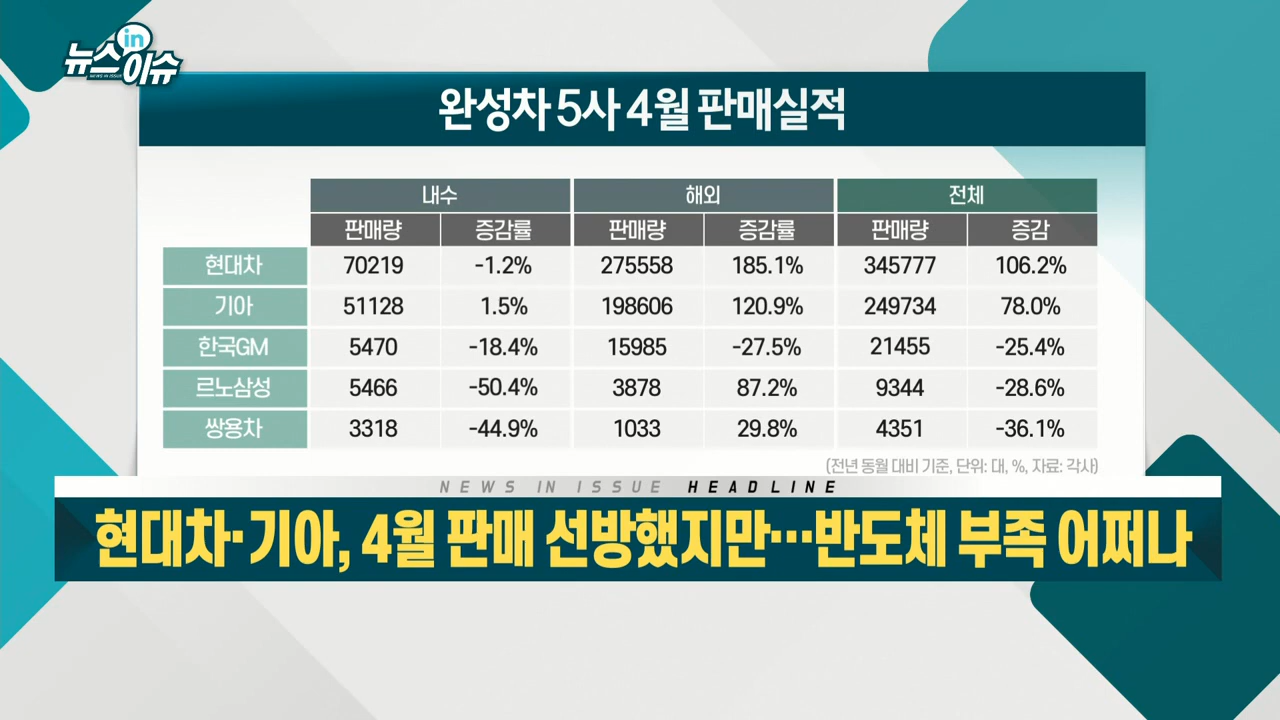 뉴스in이슈
NEWS IN ISSUE
완성차 5사 4월 판매실적
내수 해외 전체
판매량 증감률 판매량 증감률 판매량 증감
현대차 70219 -1.2% 275558 185.1% 345777 106.2%
기아 51128 1.5% 198606 120.9% 249734 78.0%
한국GM 5470 -18.4% 15985 -27.5% 21455 -25.4%
르노삼성 5466 -50.4% 3878 87.2% 9344 -28.6%
쌍용차 3318 -44.9% 1033 29.8% 4351 -36.1%
(전년 동월 대비 기준, 단위: 대, %, 자료: 각사)
NEWS IN ISSUE HEADLINE
현대차·기아, 4월 판매 선방했지만…반도체 부족 어쩌나